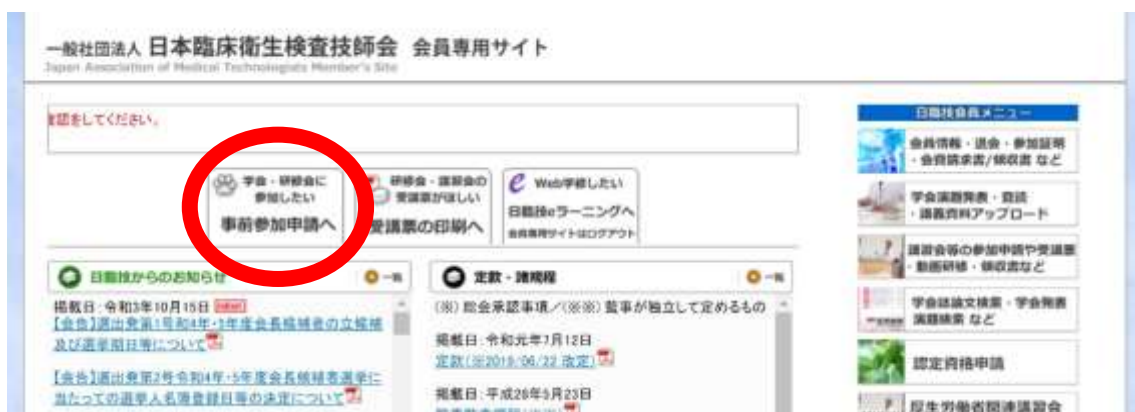 一般社団法人 日本臨床衛生検査技師会 会員専用サイト
Japan Association of Medical Technologists Member's Site
確認をしてください。
学会・研修会に
参加したい
事前参加申請へ
研修会・講習会の
受講票がほしい
受講票の印刷へ
Web学修したい
日臨技eラーニングへ
会員専用サイトはログアウト
日臨技からのお知らせ
一覧
掲載日:令和3年10月15日
【会告】選出発第1号令和4年・5年度会長候補者の立候補
及び選挙期日等について
【会告】選出発第2号令和4年・5年度会長候補者選挙に
当たっての選挙人名簿登録日等の決定について
定款・諸規程
一覧
(※) 総会承認事項/(※※) 監事が独立して定めるもの
掲載日:令和元年7月12日
定款(※2019/06/22 改定)
掲載日:平成28年5月23日
日臨技会員メニュー
会員情報・退会・参加証明
・会費請求書/領収書 など
学会演題発表・登録
・講義資料アップロード
講習会等の参加申請や受講票
・動画研修・領収書など
学会誌論文検索・学会発表
演題検索 など
認定資格申請
厚生労働省関連講習会